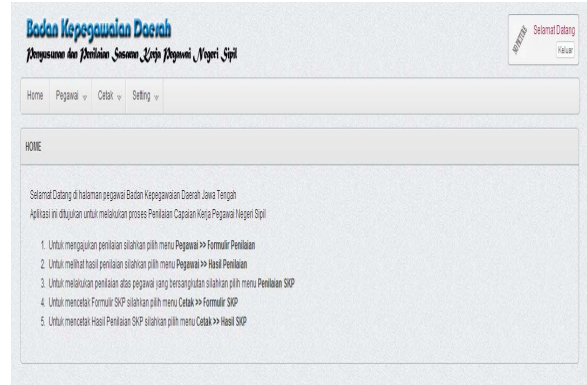 Badan Kepegawaian Daerah
Penyusunan dan Penilaian Sasaran Kerja Pegawai Negeri Sipil
NO PICTURE
Selamat Datang
Keluar
Home Pegawai Cetak Setting
HOME
Selamat Datang di halaman pegawai Badan Kepegawaian Daerah Jawa Tengah
Aplikasi ini ditujukan untuk melakukan proses Penilaian Capaian Kerja Pegawai Negeri Sipil
1. Untuk mengajukan penilaian silahkan pilih menu Pegawai >> Formulir Penilaian
2. Untuk melihat hasil penilaian silahkan pilih menu Pegawai >> Hasil Penilaian
3. Untuk melakukan penilaian atas pegawai yang bersangkutan silahkan pilih menu Penilaian SKP
4. Untuk mencetak Formulir SKP silahkan pilih menu Cetak >> Formulir SKP
5. Untuk mencetak Hasil Penilaian SKP silahkan pilih menu Cetak >> Hasil SKP